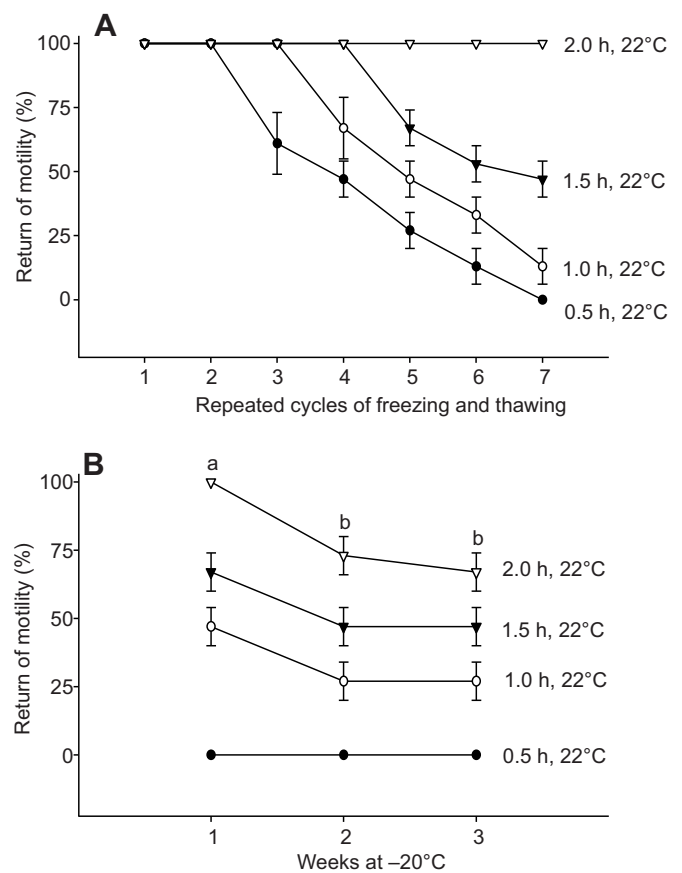 A
100
75
50
25
0
Return of motility (%)
2.0 h, 22°C
1.5 h, 22°C
1.0 h, 22°C
0.5 h, 22°C
1 2 3 4 5 6 7
Repeated cycles of freezing and thawing
B
100
75
50
25
0
Return of motility (%)
a
b
b
2.0 h, 22°C
1.5 h, 22°C
1.0 h, 22°C
0.5 h, 22°C
1 2 3
Weeks at –20°C